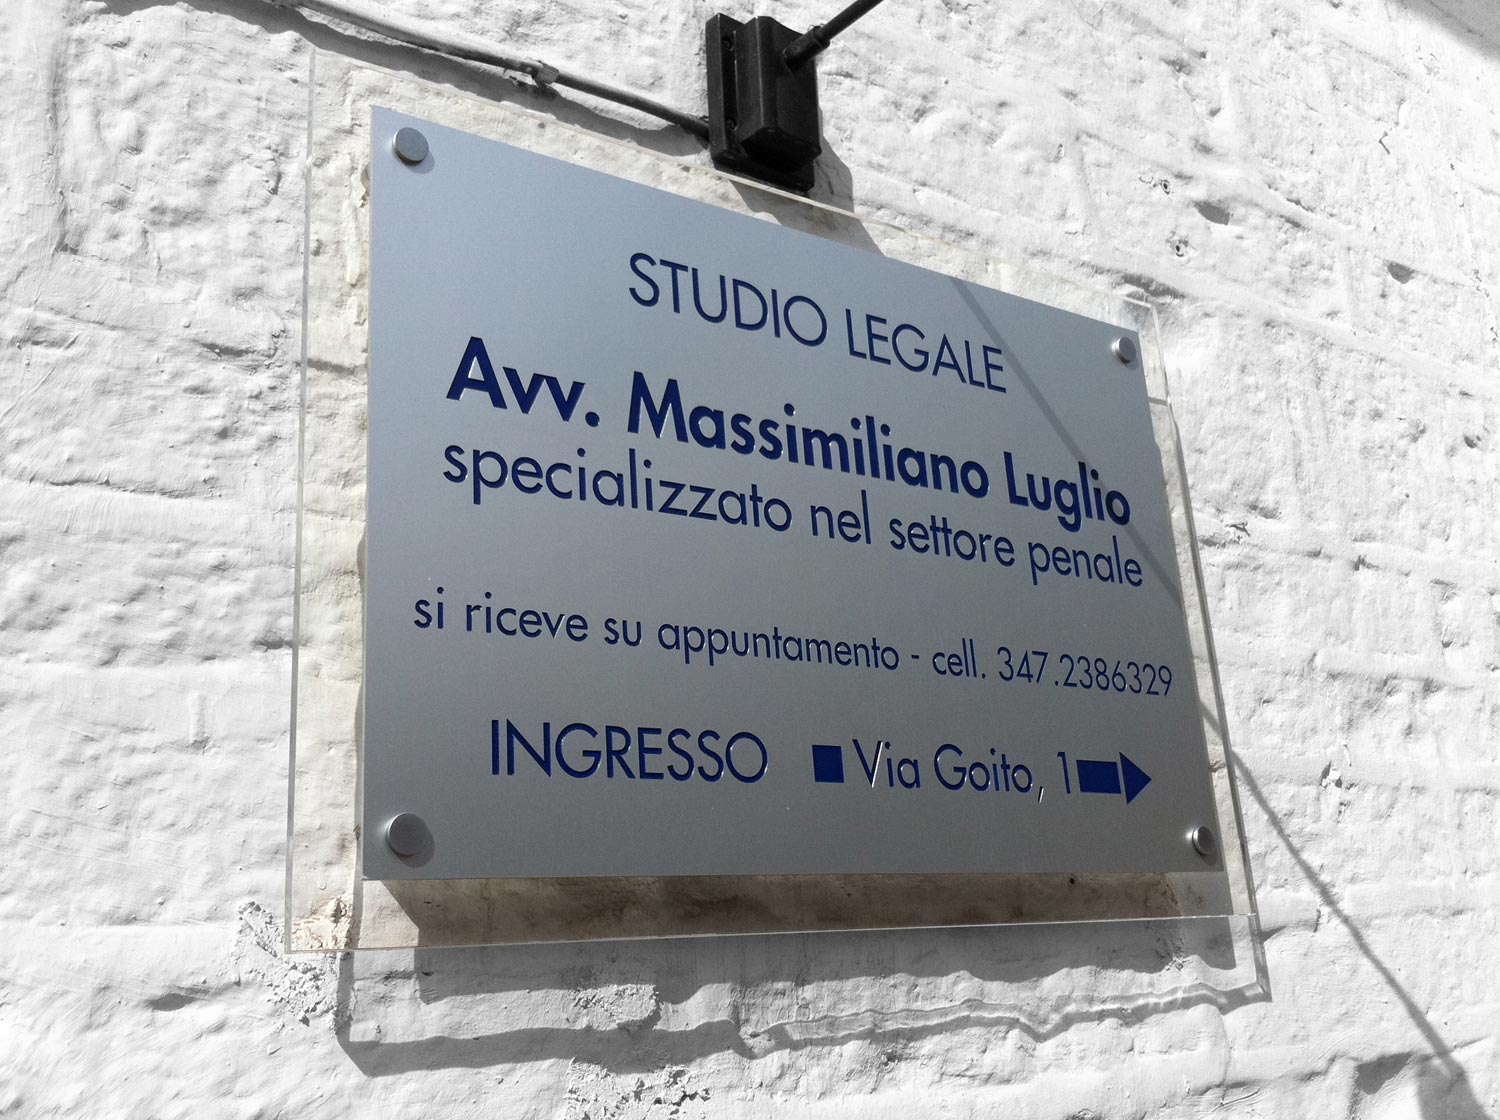 STUDIO LEGALE
Avv. Massimiliano Luglio
specializzato nel settore penale
si riceve su appuntamento - cell. 347.2386329
INGRESSO ■ Via Goito, 1